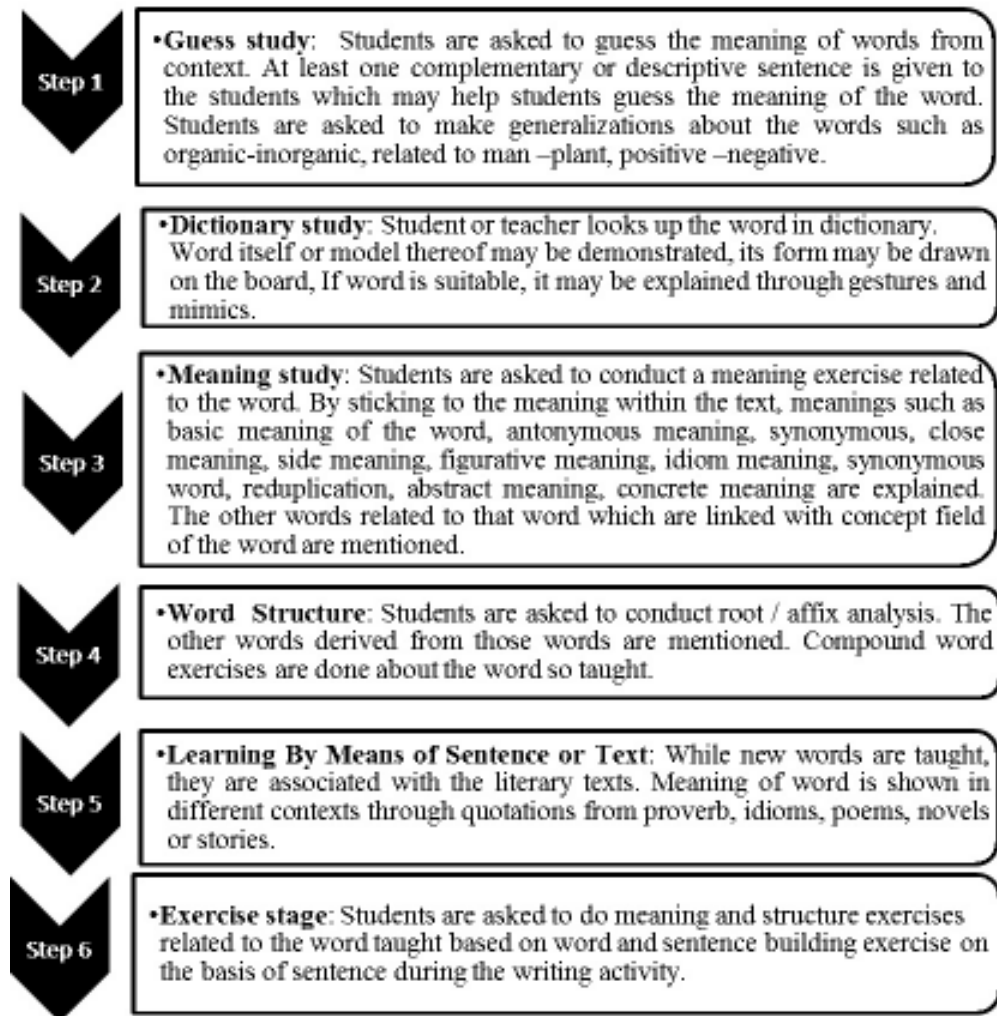 Step 1
•Guess study: Students are asked to guess the meaning of words from
context. At least one complementary or descriptive sentence is given to
the students which may help students guess the meaning of the word.
Students are asked to make generalizations about the words such as
organic-inorganic, related to man –plant, positive –negative.
Step 2
•Dictionary study: Student or teacher looks up the word in dictionary.
Word itself or model thereof may be demonstrated, its form may be drawn
on the board, If word is suitable, it may be explained through gestures and
mimics.
Step 3
•Meaning study: Students are asked to conduct a meaning exercise related
to the word. By sticking to the meaning within the text, meanings such as
basic meaning of the word, antonymous meaning, synonymous, close
meaning, side meaning, figurative meaning, idiom meaning, synonymous
word, reduplication, abstract meaning, concrete meaning are explained.
The other words related to that word which are linked with concept field
of the word are mentioned.
Step 4
•Word Structure: Students are asked to conduct root / affix analysis. The
other words derived from those words are mentioned. Compound word
exercises are done about the word so taught.
Step 5
•Learning By Means of Sentence or Text: While new words are taught,
they are associated with the literary texts. Meaning of word is shown in
different contexts through quotations from proverb, idioms, poems, novels
or stories.
Step 6
•Exercise stage: Students are asked to do meaning and structure exercises
related to the word taught based on word and sentence building exercise on
the basis of sentence during the writing activity.